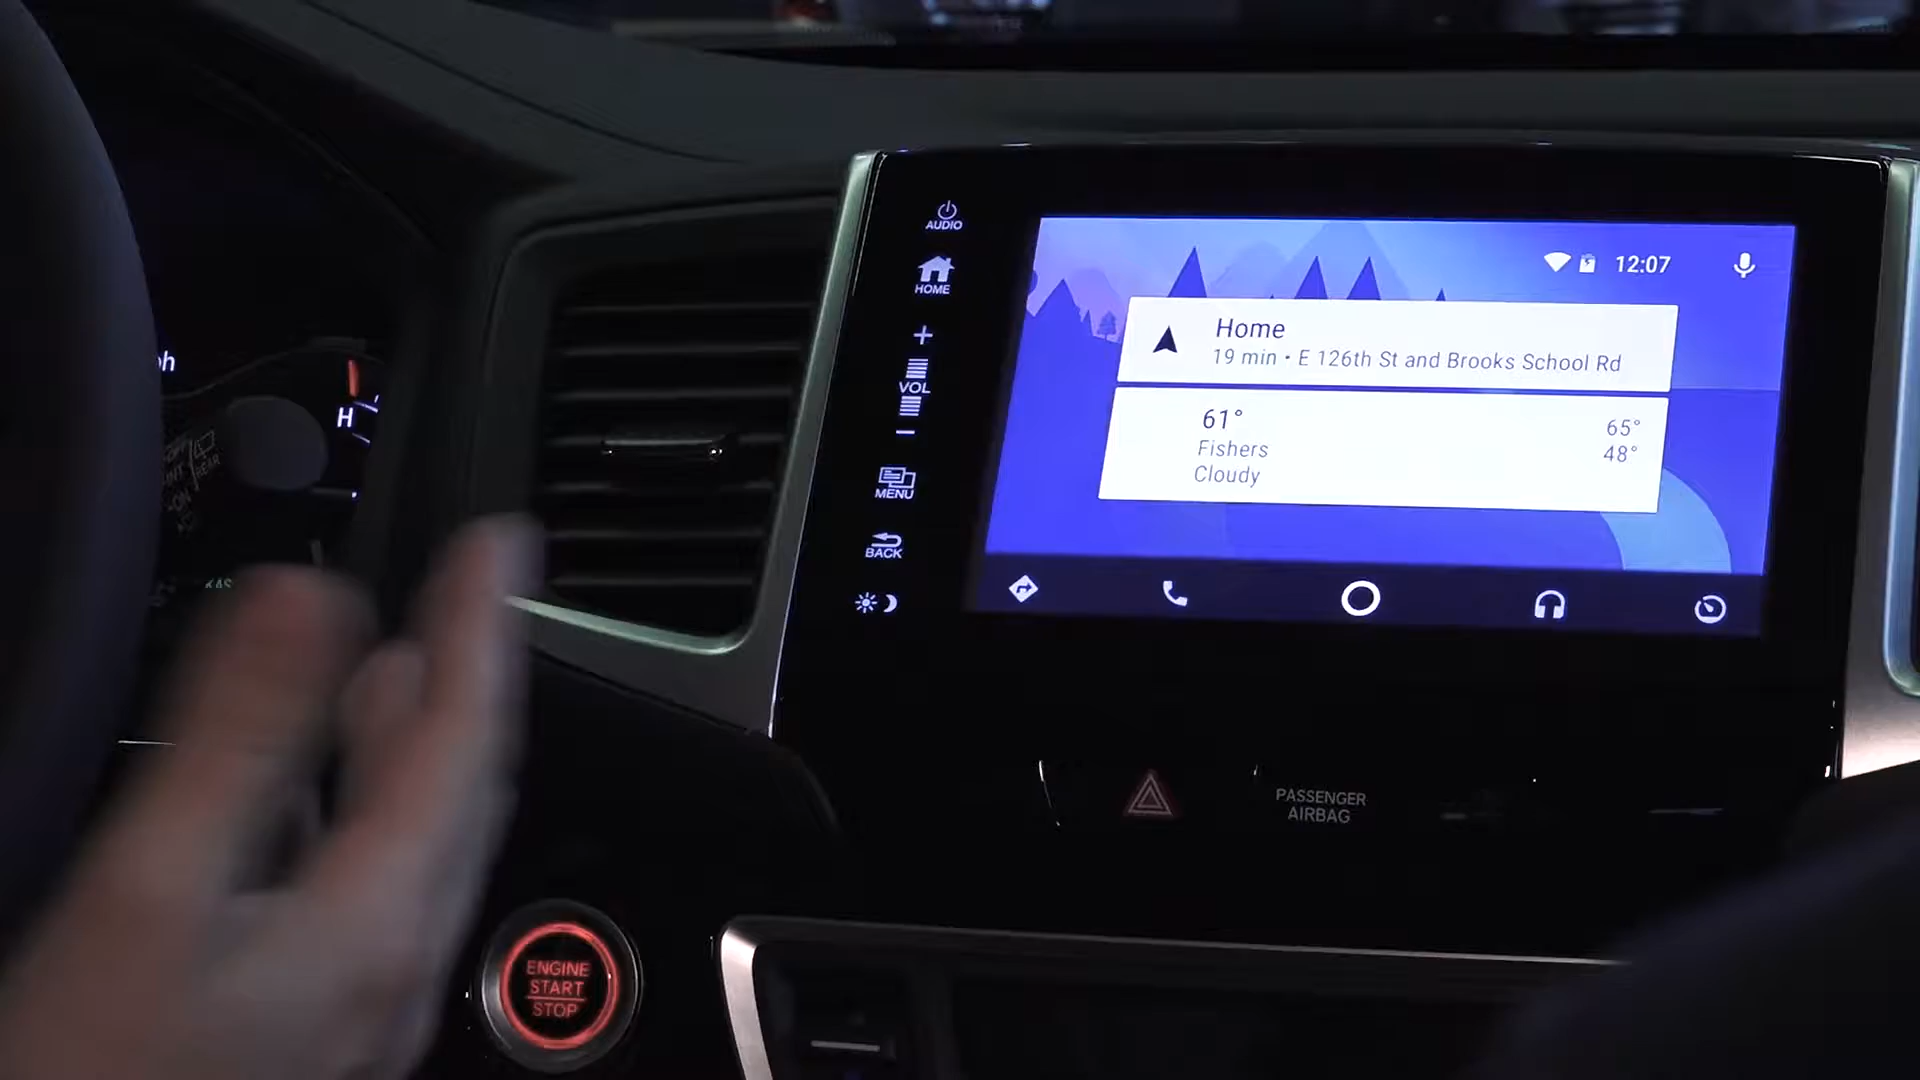 AUDIO
HOME
+
VOL
−
MENU
BACK
12:07
Home
19 min • E 126th St and Brooks School Rd
61°
Fishers
Cloudy
65°
48°
H
PASSENGER
AIRBAG
ENGINE
START
STOP